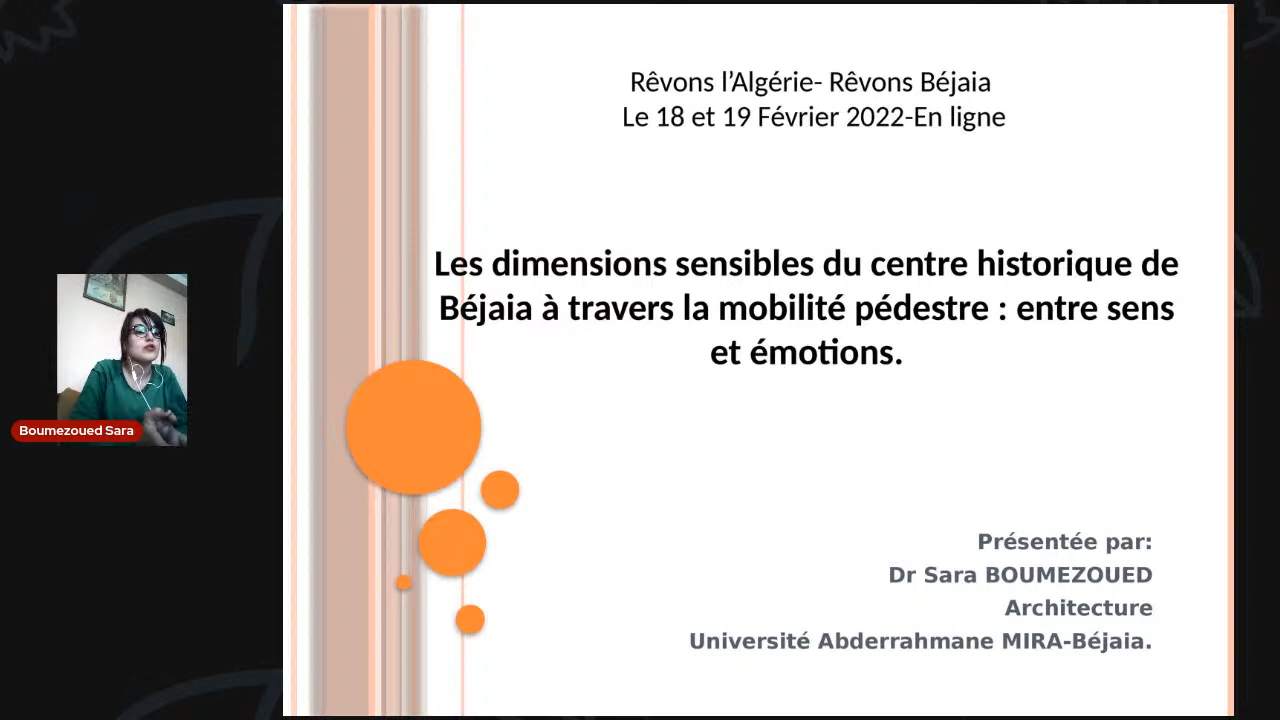 Rêvons l’Algérie- Rêvons Béjaia
Le 18 et 19 Février 2022-En ligne
Les dimensions sensibles du centre historique de
Béjaia à travers la mobilité pédestre : entre sens
et émotions.
Boumezoued Sara
Présentée par:
Dr Sara BOUMEZOUED
Architecture
Université Abderrahmane MIRA-Béjaia.